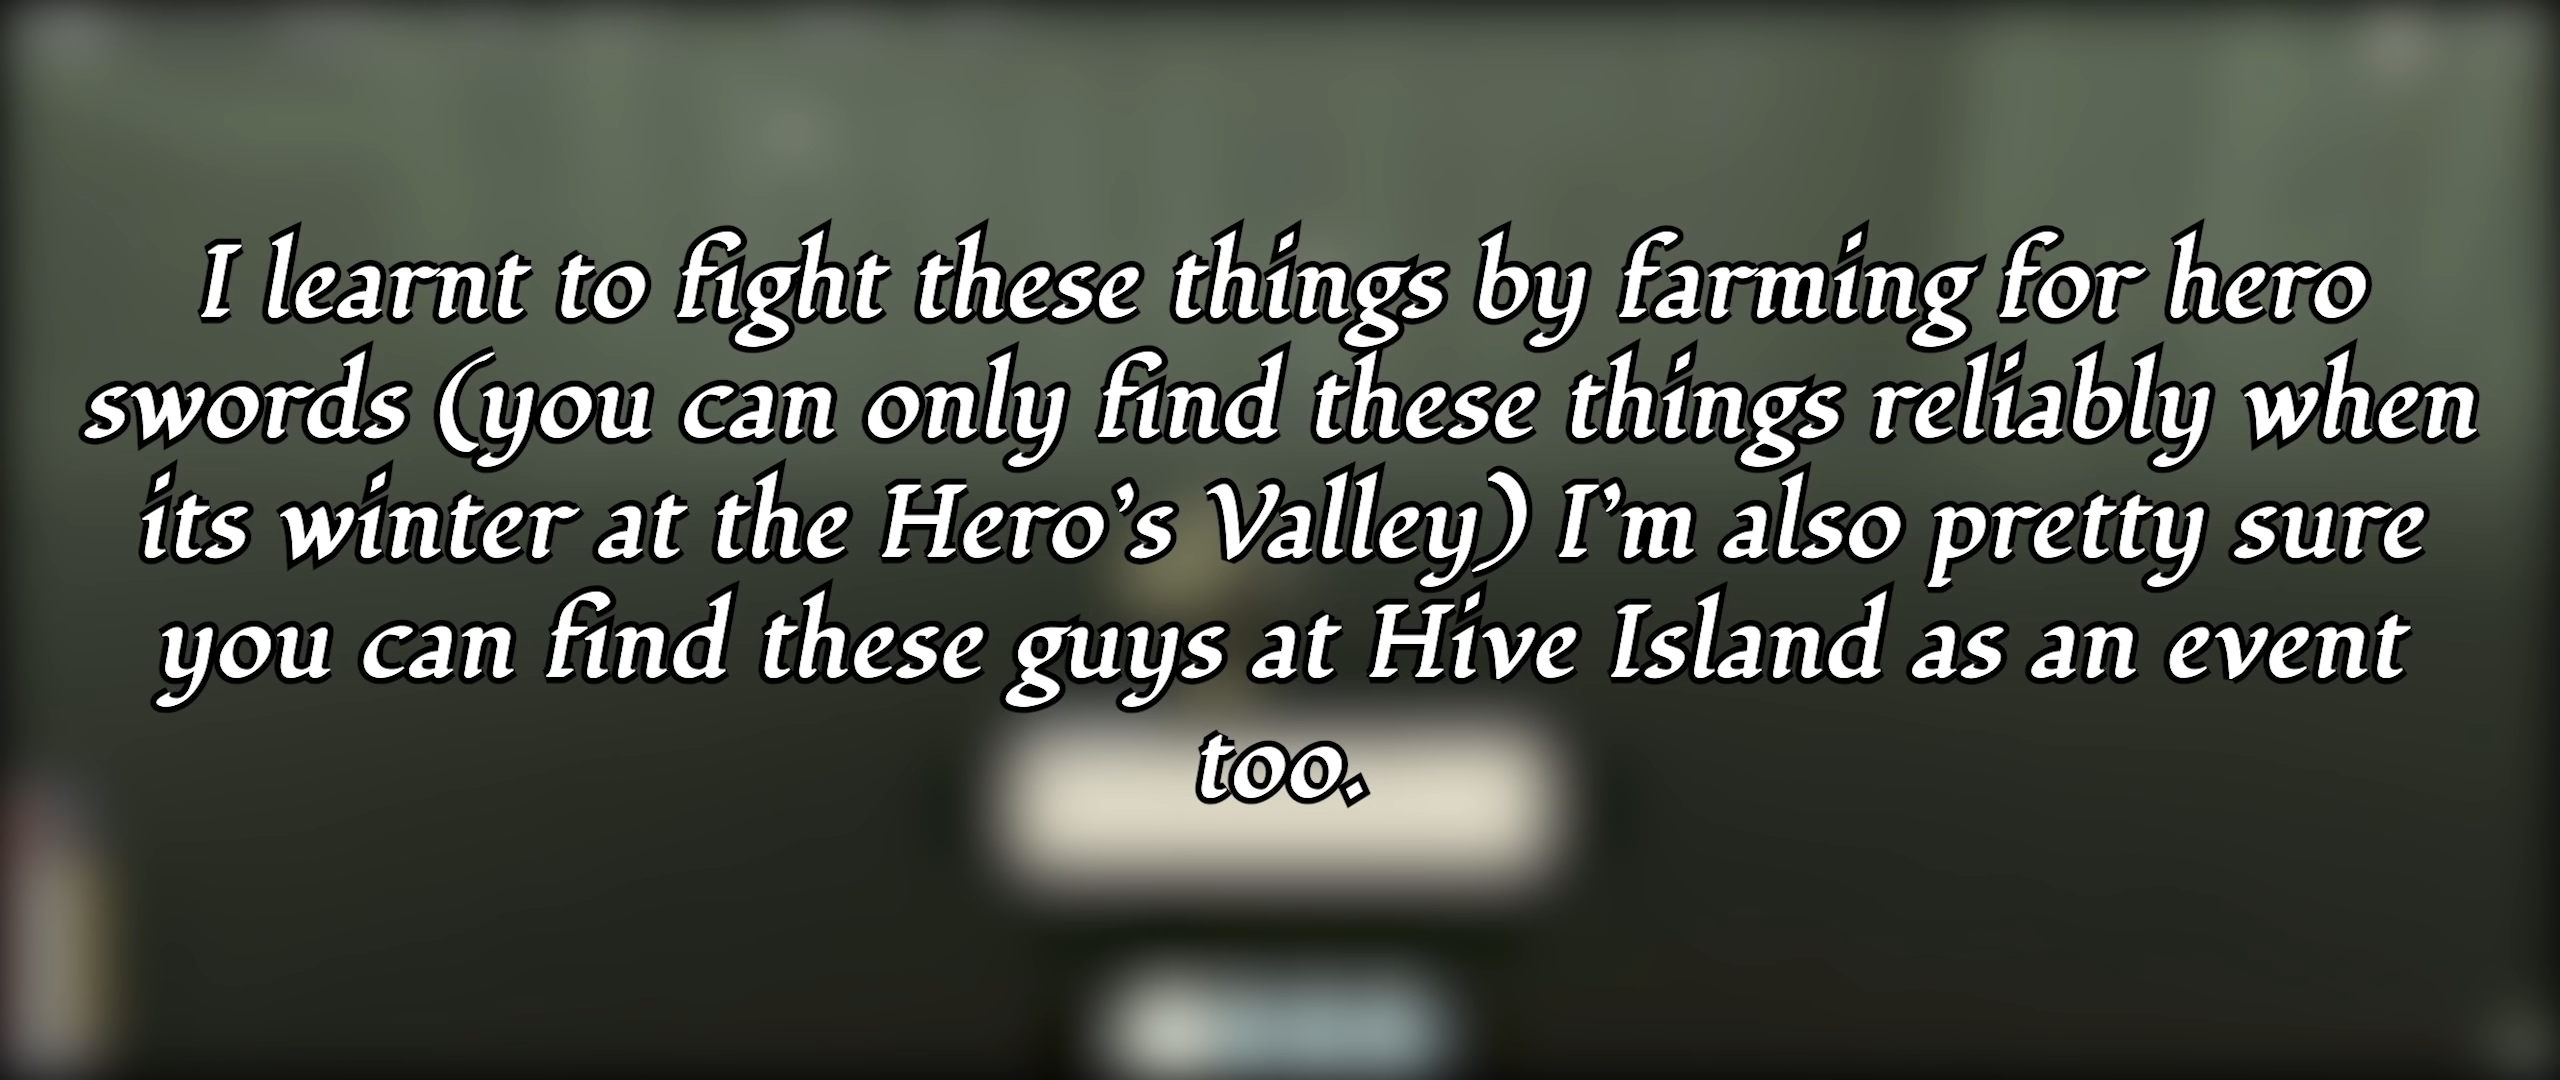 I learnt to fight these things by farming for hero
swords (you can only find these things reliably when
its winter at the Hero's Valley) I'm also pretty sure
you can find these guys at Hive Island as an event
too.